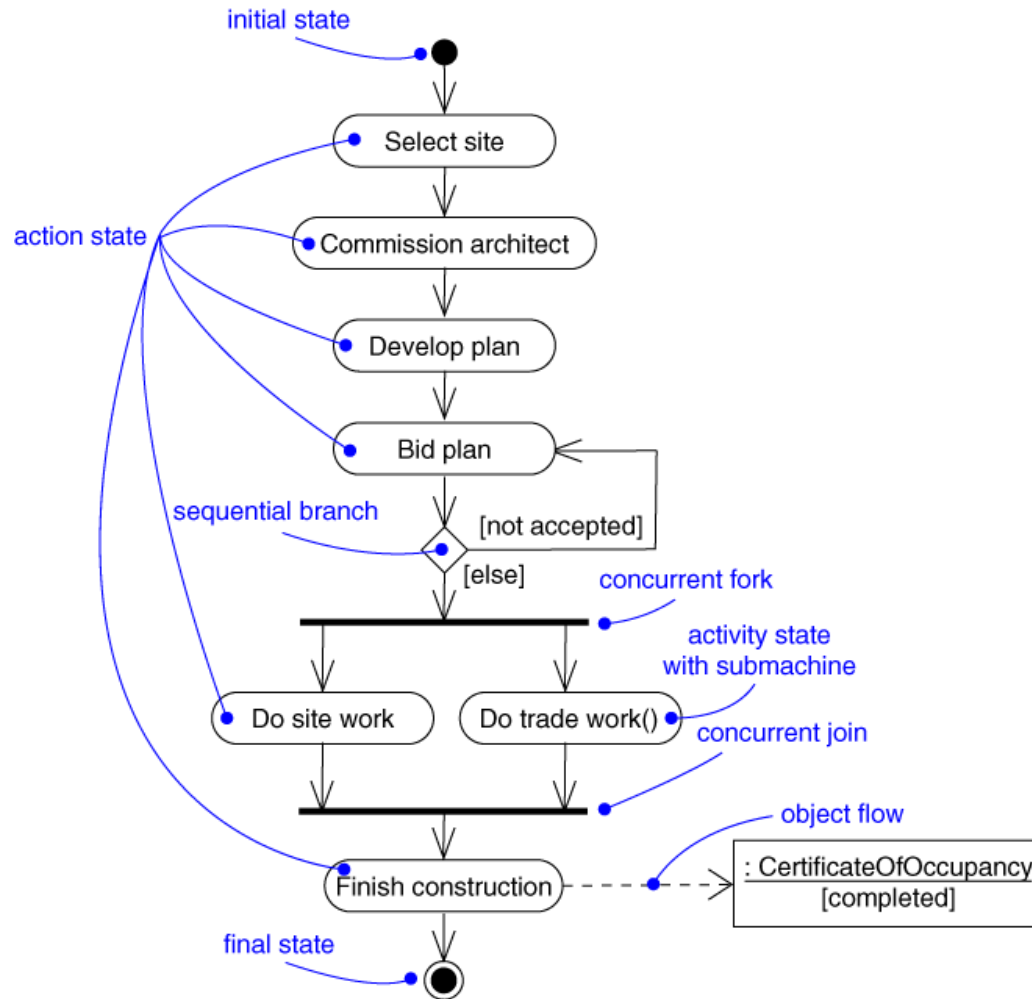 initial state
Select site
action state
Commission architect
Develop plan
Bid plan
sequential branch
[not accepted]
[else]
concurrent fork
activity state
with submachine
Do site work
Do trade work()
concurrent join
object flow
: CertificateOfOccupancy
[completed]
Finish construction
final state